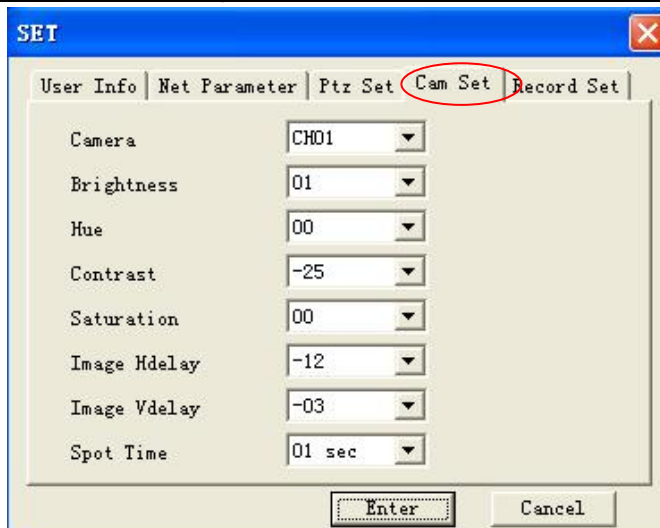 SET
User Info Net Parameter Ptz Set Cam Set Record Set
Camera CH01
Brightness 01
Hue 00
Contrast -25
Saturation 00
Image Hdelay -12
Image Vdelay -03
Spot Time 01 sec
Enter Cancel